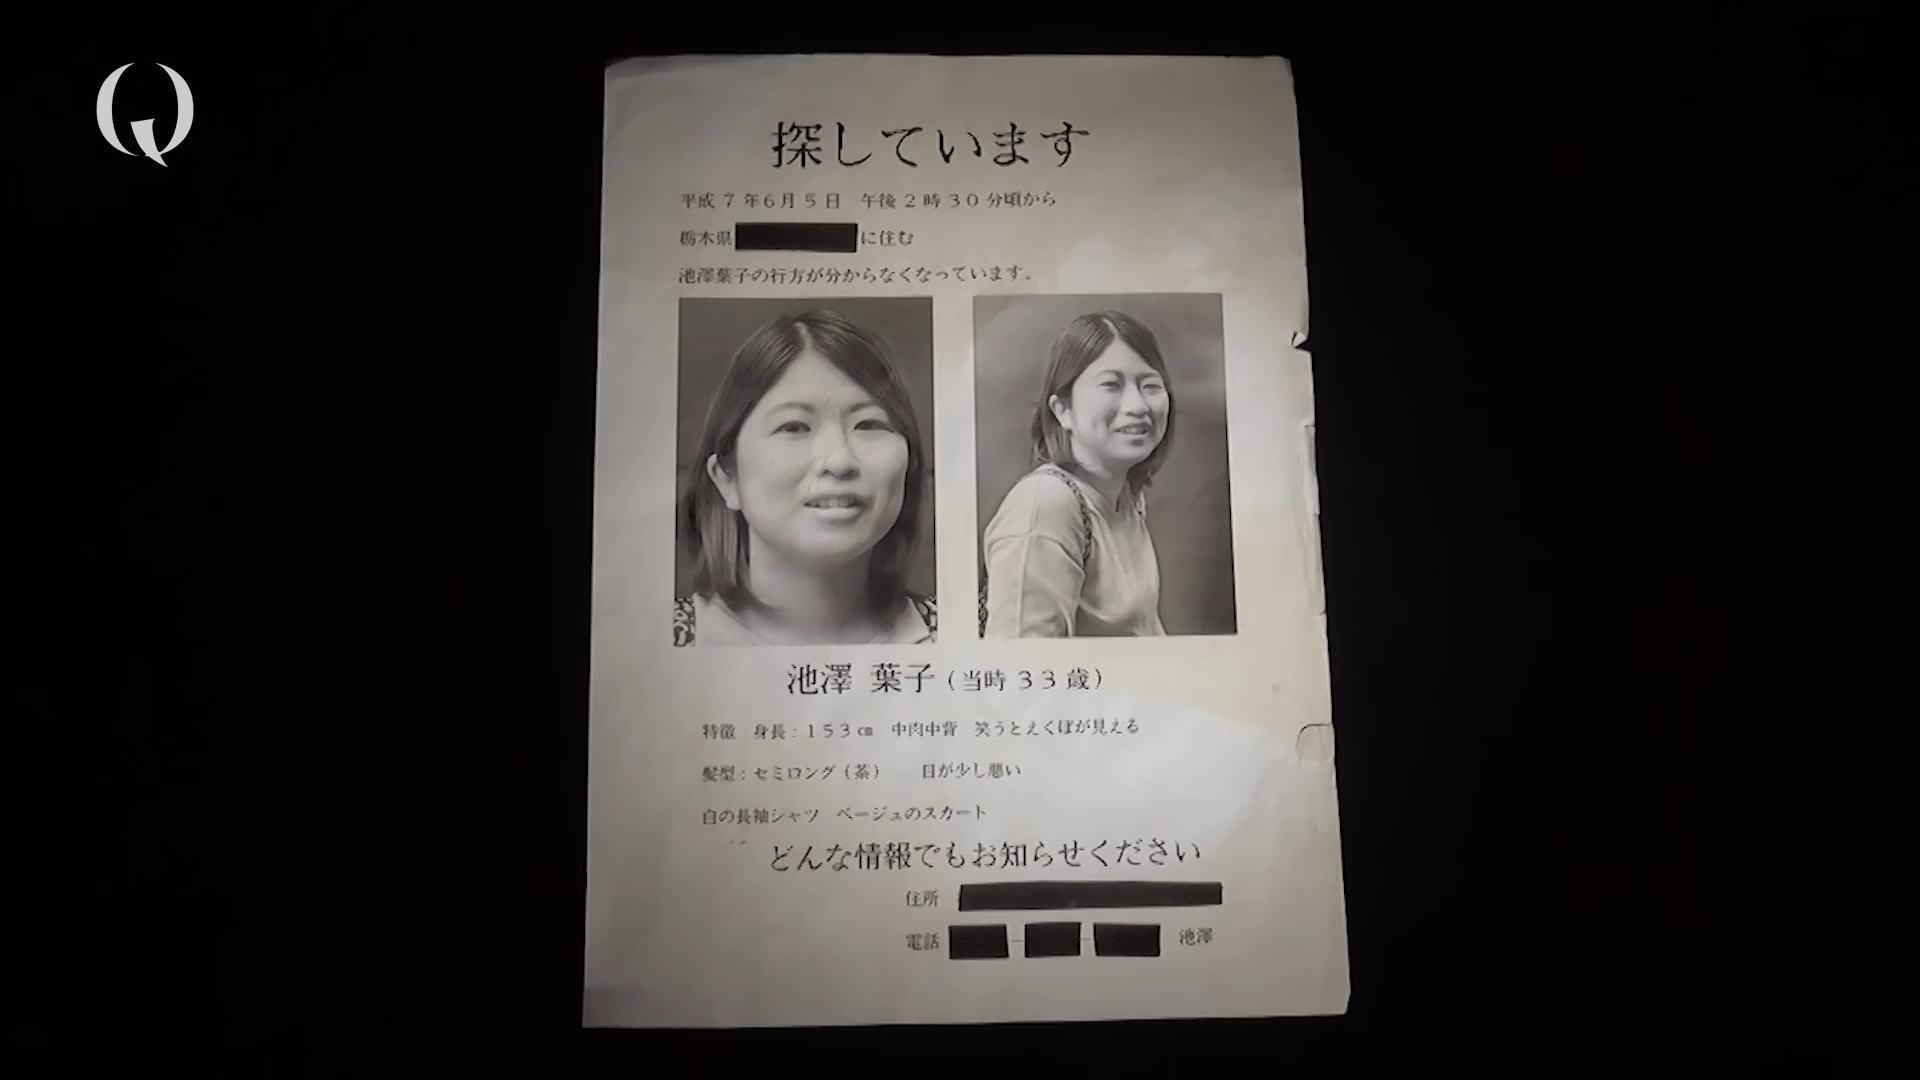 Q
探しています
平成7年6月5日 午後2時30分頃から
栃木県 に住む
池澤葉子の行方が分からなくなっています。
池澤 葉子(当時33歳)
特徴 身長:153㎝ 中肉中背 笑うとえくぼが見える
髪型:セミロング(茶) 目が少し悪い
白の長袖シャツ ベージュのスカート
どんな情報でもお知らせください
住所
電話 - - 池澤